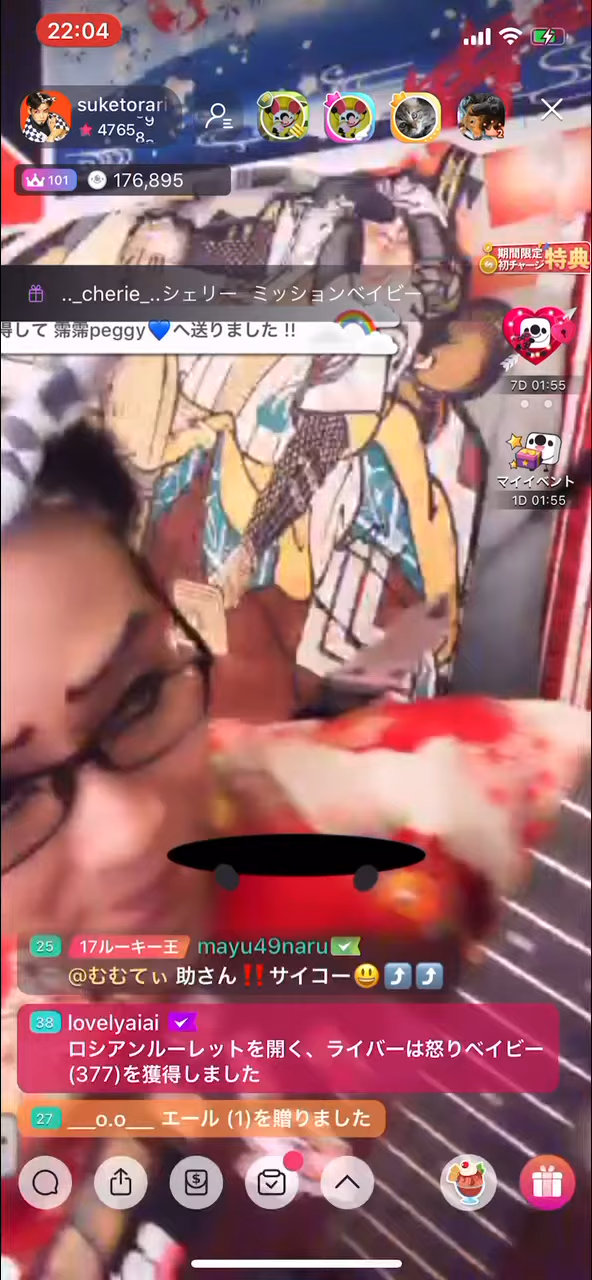 22:04
suketorari
4765
101 176,895
期間限定
初チャージ 特典
.._cherie_..シェリー ミッションベイビー
得して 霈霈peggy💙へ送りました !!
7D 01:55
マイイベント
1D 01:55
25 17ルーキー王 mayu49naru
@むむてぃ 助さん‼️サイコー😃⤴️⤴️
38 lovelyaiai
ロシアンルーレットを開く、ライバーは怒りベイビー
(377)を獲得しました
27 ___o.o___ エール (1)を贈りました